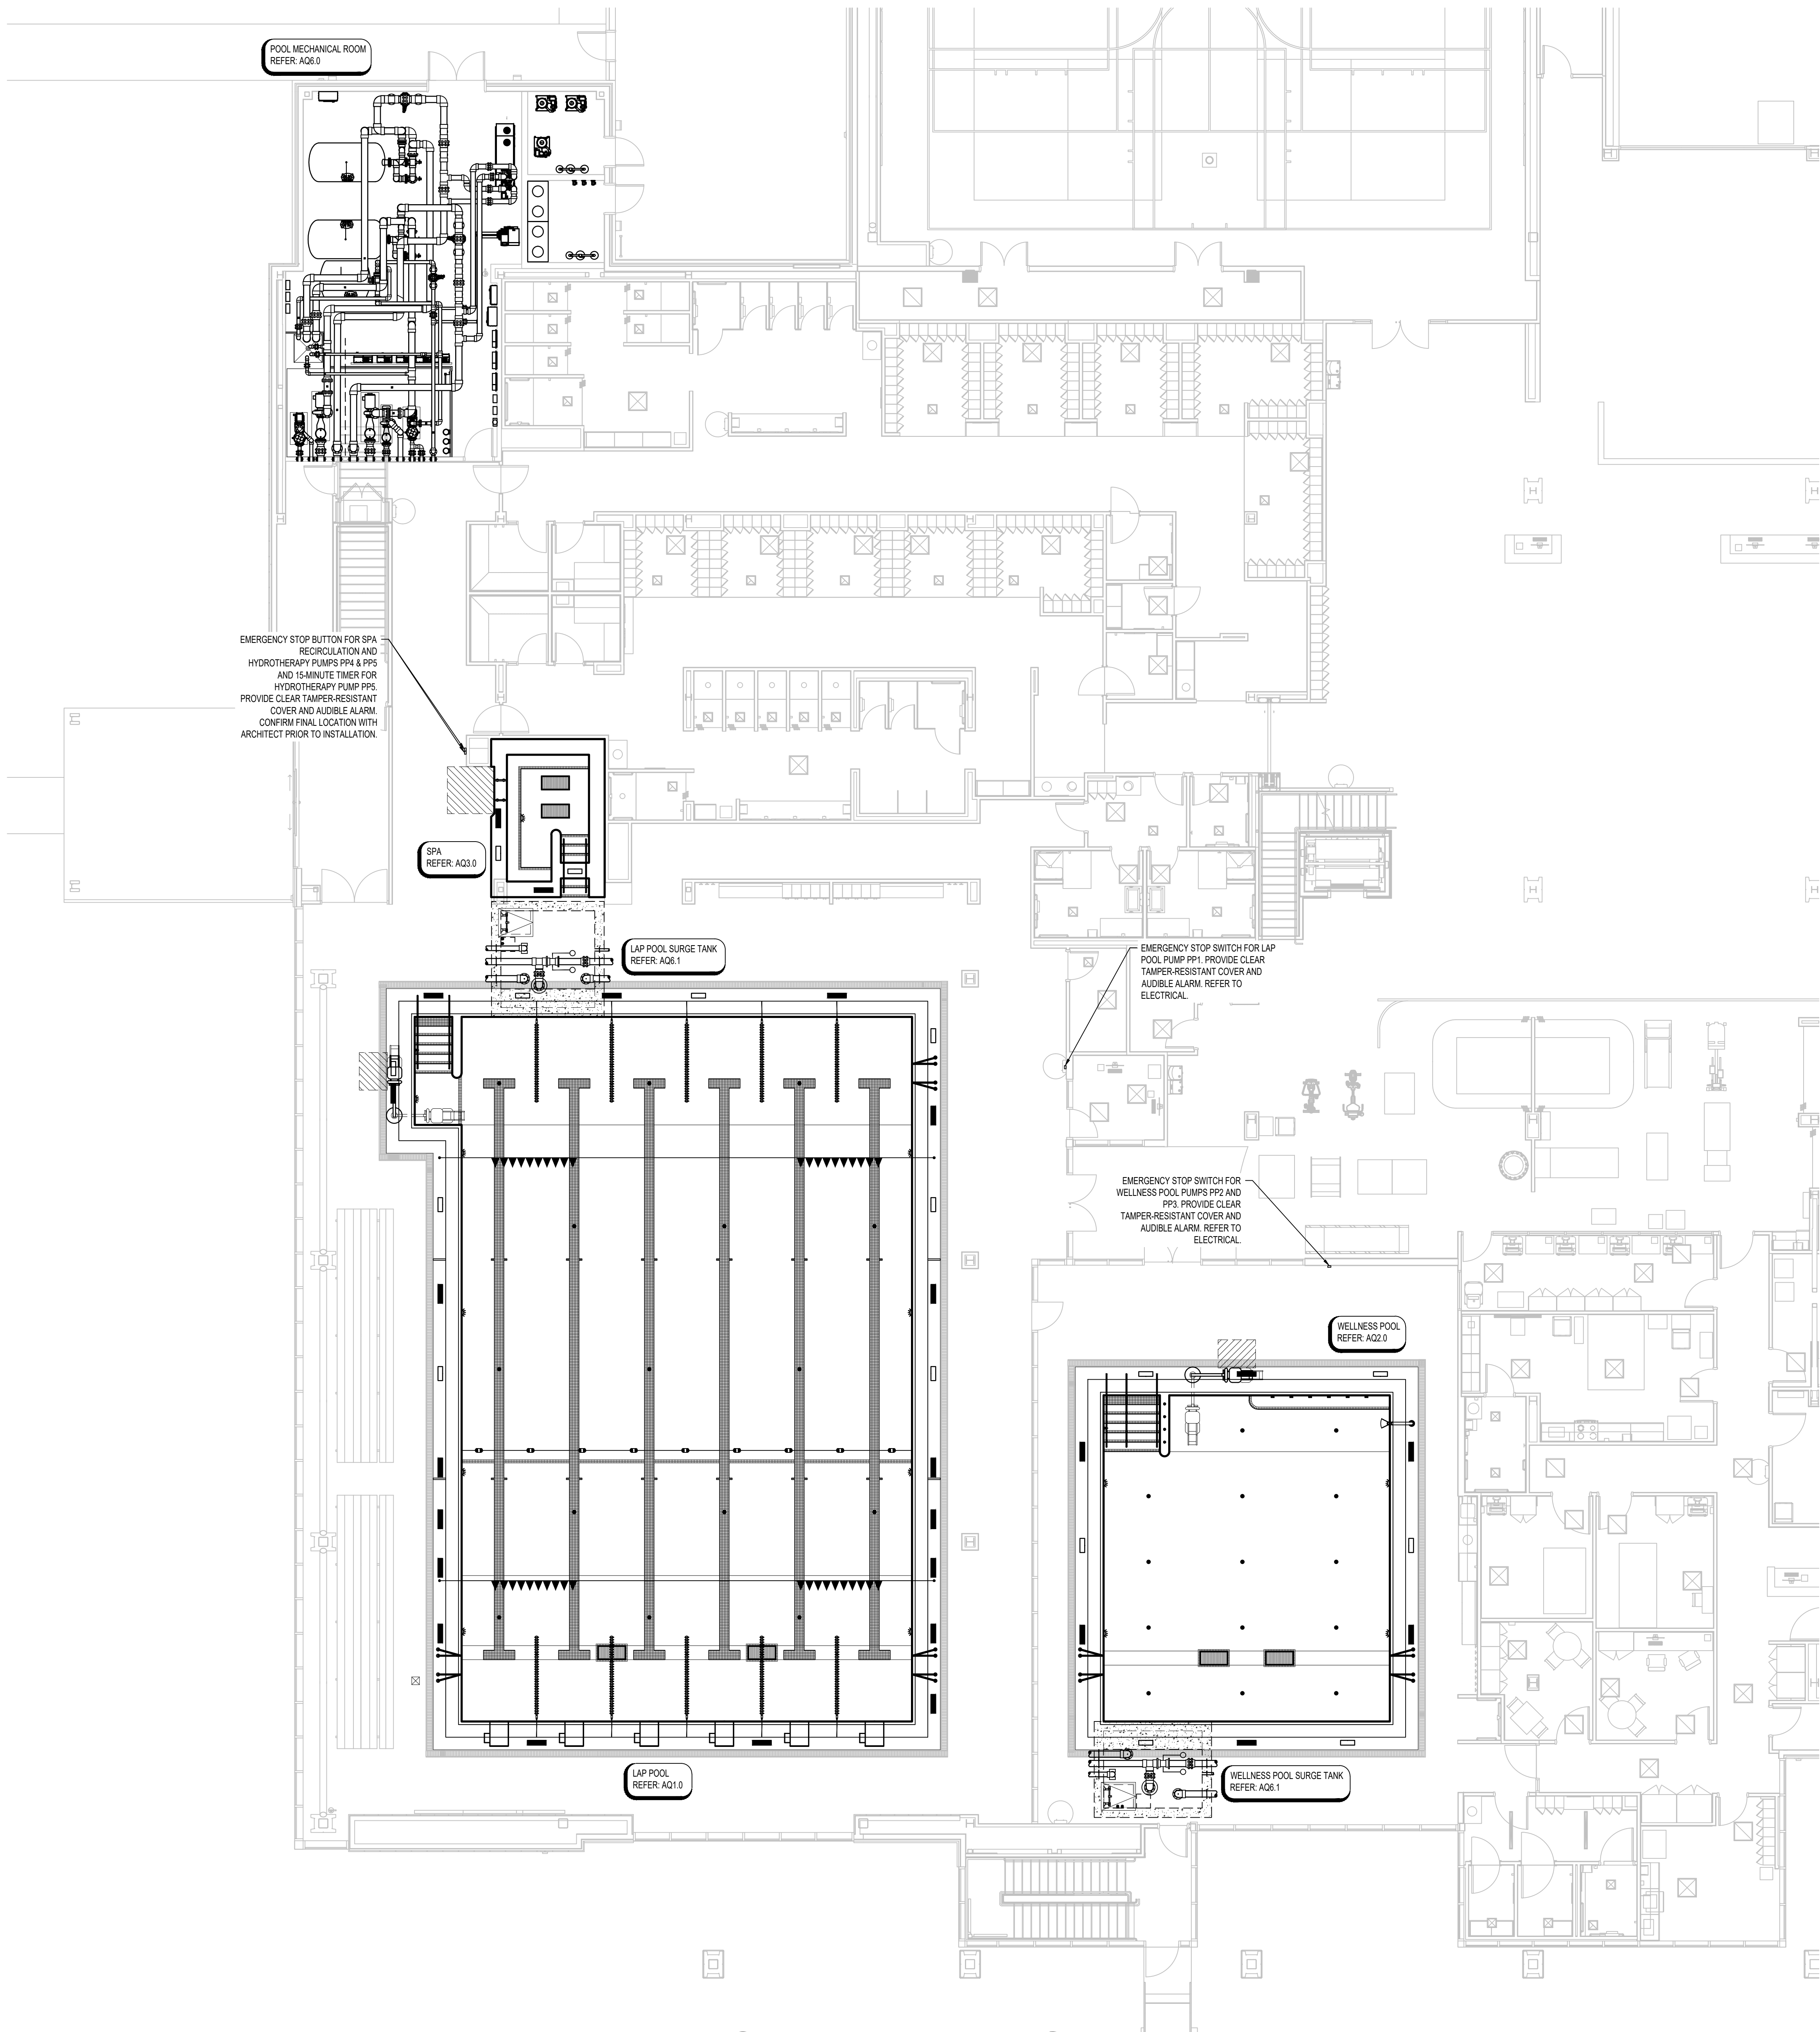 POOL MECHANICAL ROOM
REFER: AQ6.0
EMERGENCY STOP BUTTON FOR SPA
RECIRCULATION AND
HYDROTHERAPY PUMPS PP4 & PP5
AND 15-MINUTE TIMER FOR
HYDROTHERAPY PUMP PP5.
PROVIDE CLEAR TAMPER-RESISTANT
COVER AND AUDIBLE ALARM.
CONFIRM FINAL LOCATION WITH
ARCHITECT PRIOR TO INSTALLATION.
SPA
REFER: AQ3.0
LAP POOL SURGE TANK
REFER: AQ6.1
EMERGENCY STOP SWITCH FOR LAP
POOL PUMP PP1. PROVIDE CLEAR
TAMPER-RESISTANT COVER AND
AUDIBLE ALARM. REFER TO
ELECTRICAL.
EMERGENCY STOP SWITCH FOR
WELLNESS POOL PUMPS PP2 AND
PP3. PROVIDE CLEAR
TAMPER-RESISTANT COVER AND
AUDIBLE ALARM. REFER TO
ELECTRICAL.
WELLNESS POOL
REFER: AQ2.0
LAP POOL
REFER: AQ1.0
WELLNESS POOL SURGE TANK
REFER: AQ6.1